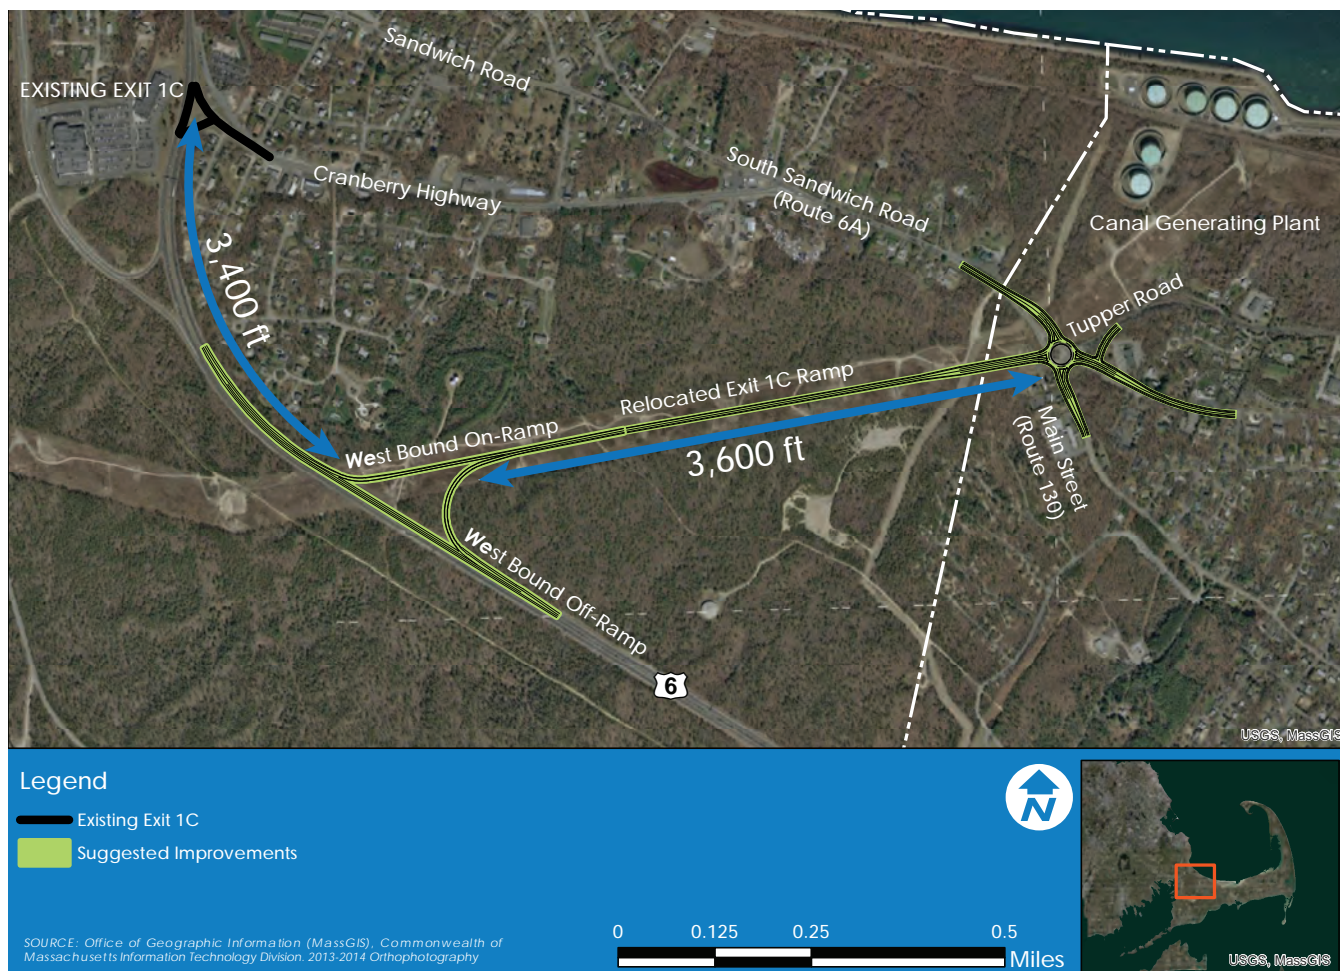 Sandwich Road
EXISTING EXIT 1C
Cranberry Highway
South Sandwich Road
(Route 6A)
Canal Generating Plant
3,400 ft
Tupper Road
Relocated Exit 1C Ramp
West Bound On-Ramp
3,600 ft
Main Street
(Route 130)
West Bound Off-Ramp
6
USGS, MassGIS
Legend
Existing Exit 1C
Suggested Improvements
N
SOURCE: Office of Geographic Information (MassGIS), Commonwealth of
Massachusetts Information Technology Division. 2013-2014 Orthophotography
0 0.125 0.25 0.5
Miles
USGS, MassGIS